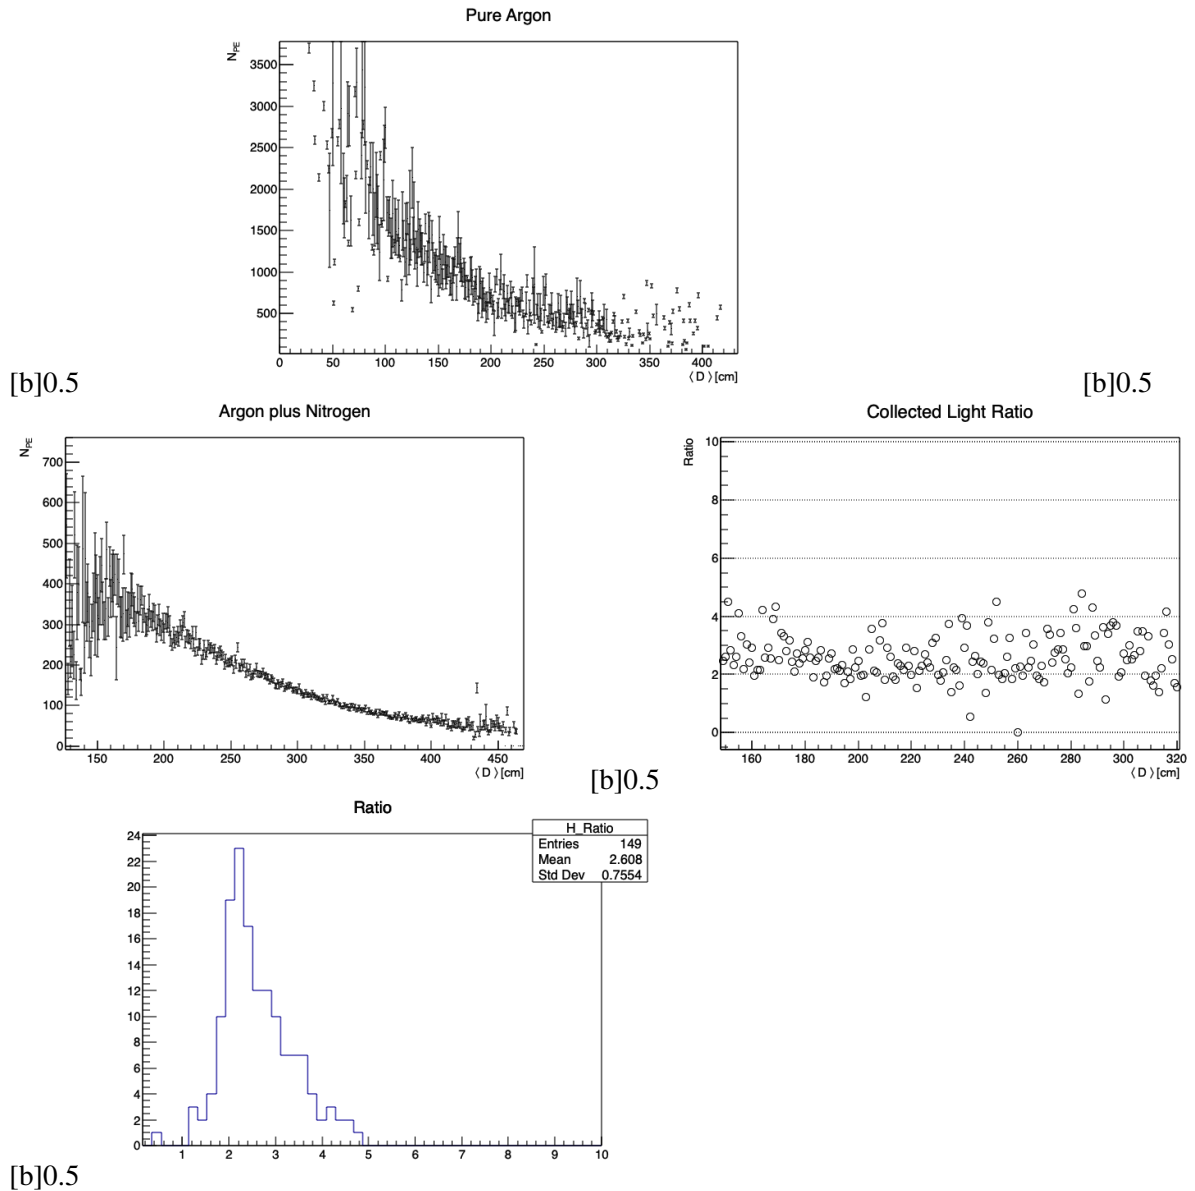 Pure Argon
N_PE
3500
3000
2500
2000
1500
1000
500
0 50 100 150 200 250 300 350 400
⟨ D ⟩ [cm]
[b]0.5 [b]0.5
Argon plus Nitrogen
N_PE
700
600
500
400
300
200
100
0
150 200 250 300 350 400 450
⟨ D ⟩ [cm]
[b]0.5
Collected Light Ratio
Ratio
10
8
6
4
2
0
160 180 200 220 240 260 280 300 320
⟨ D ⟩ [cm]
Ratio
H_Ratio
Entries 149
Mean 2.608
Std Dev 0.7554
24
22
20
18
16
14
12
10
8
6
4
2
0
1 2 3 4 5 6 7 8 9 10
[b]0.5